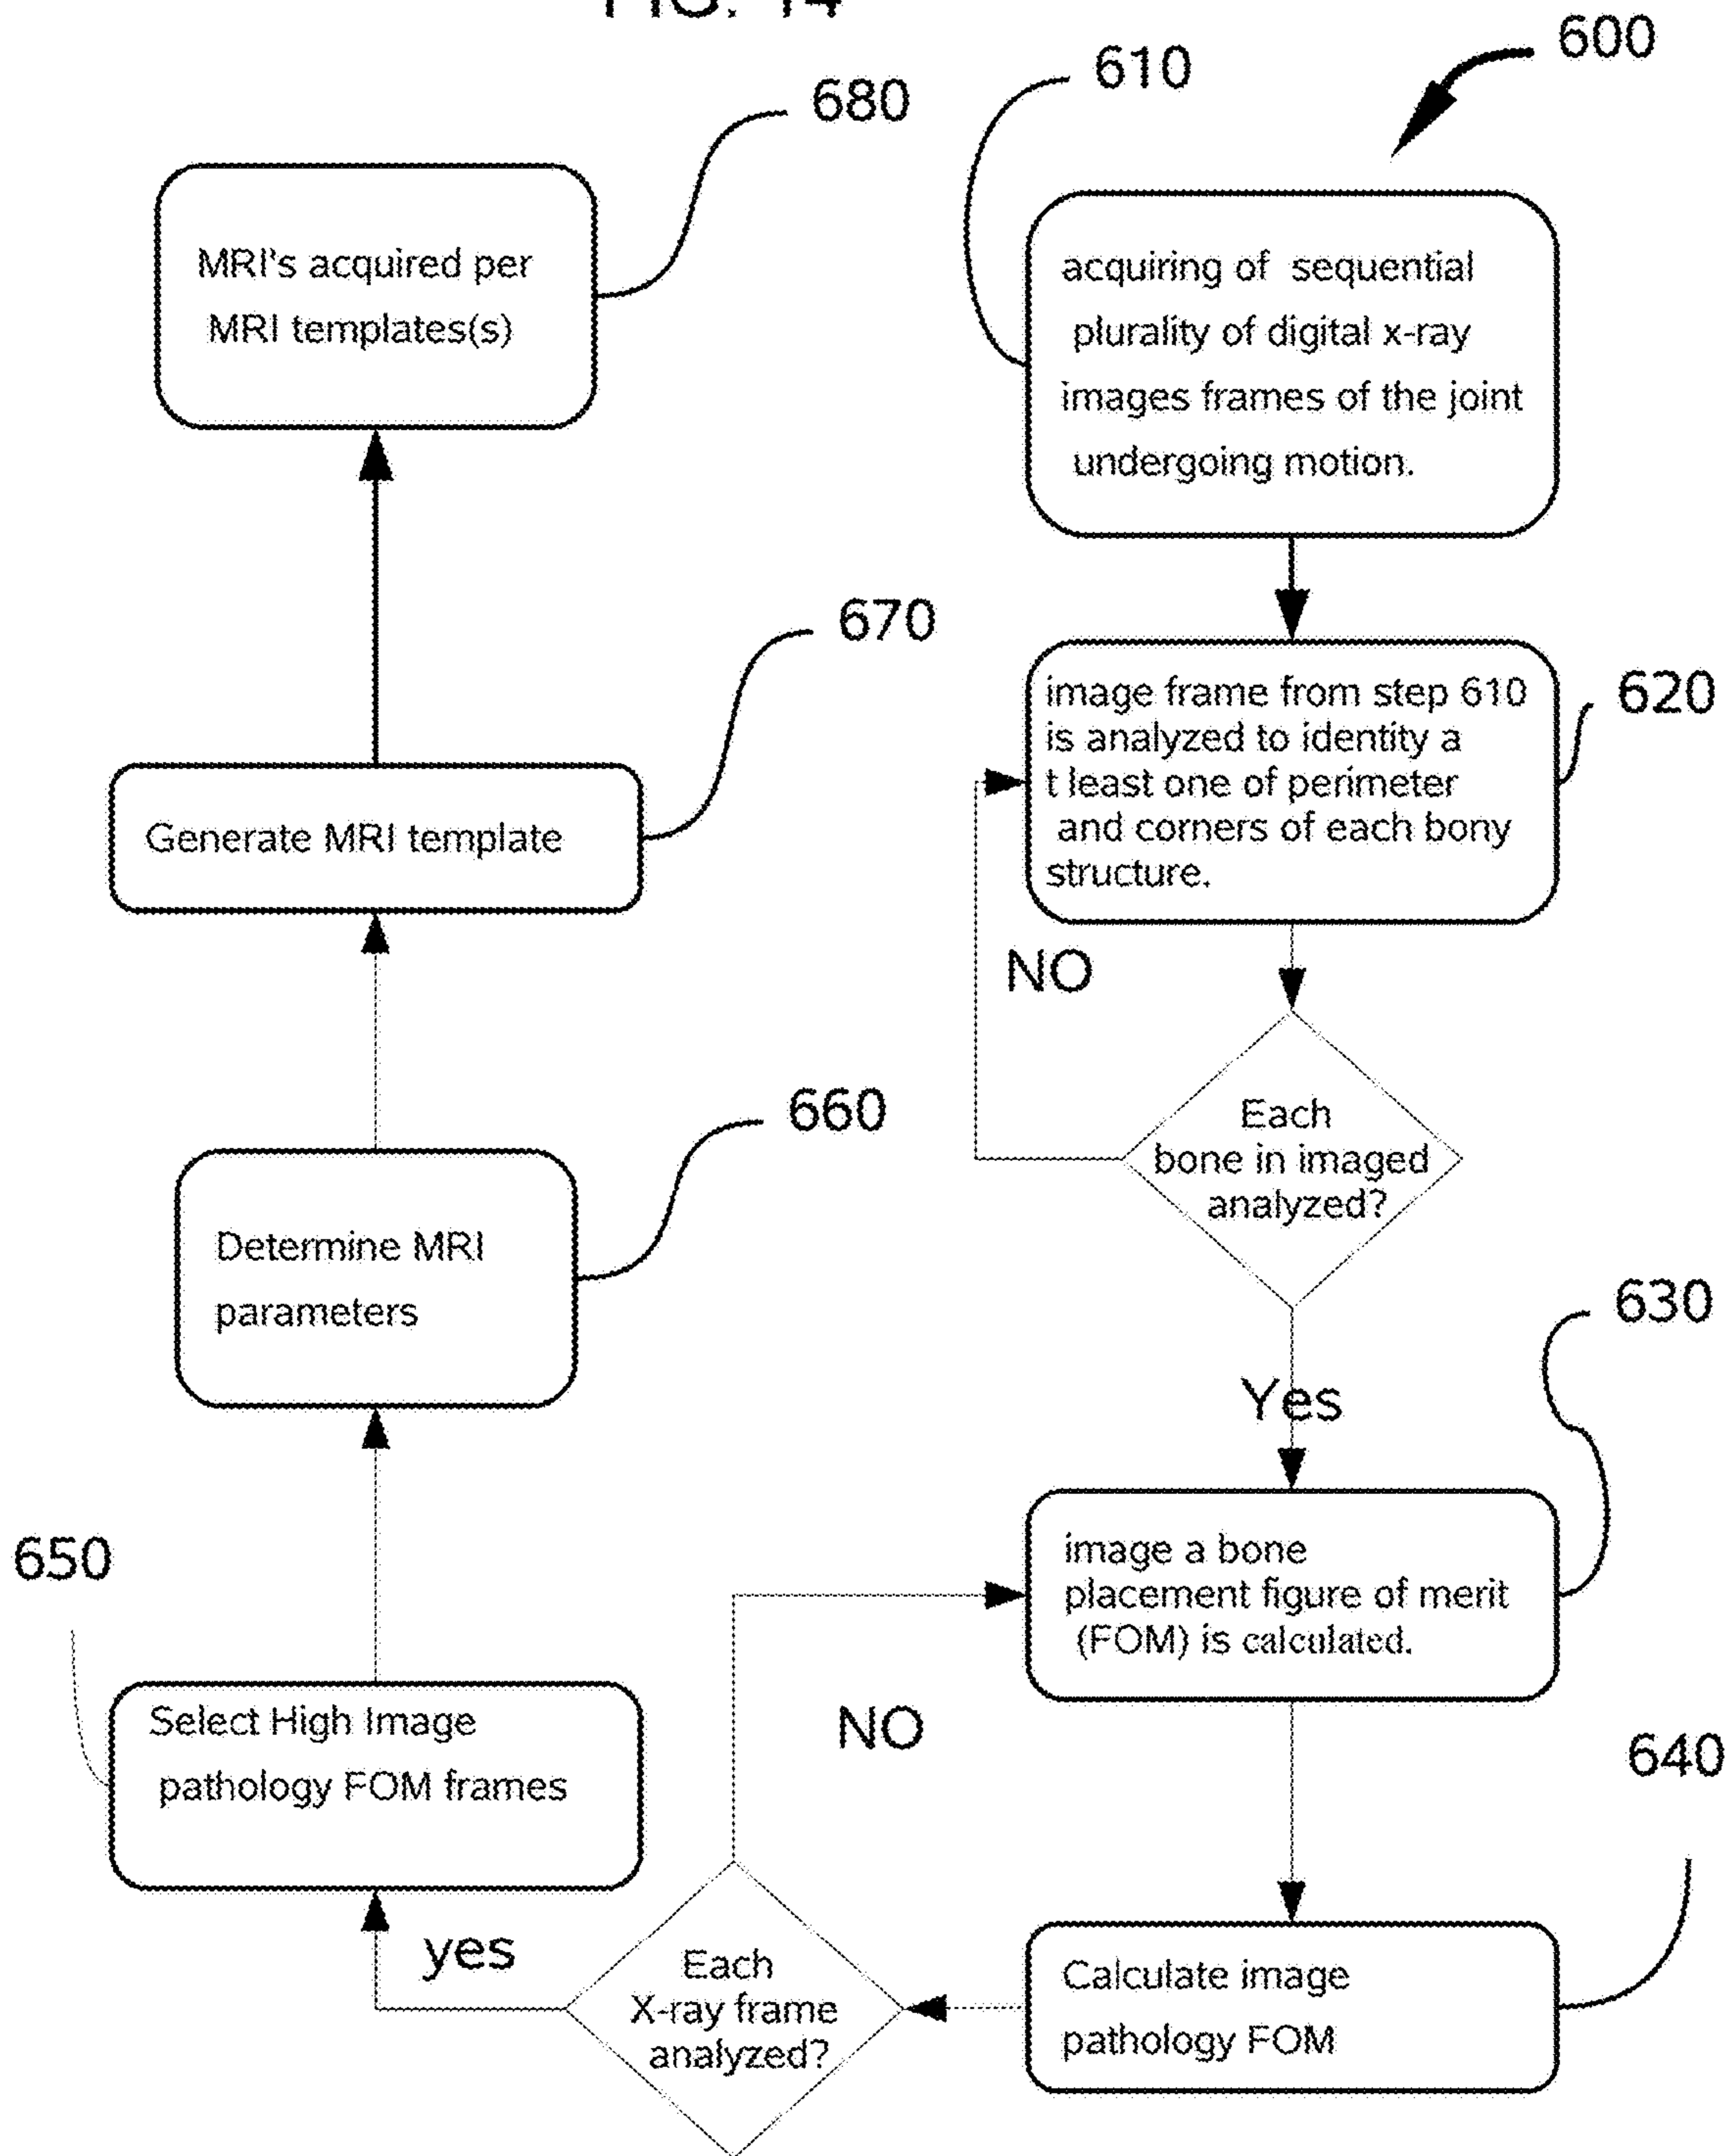 FIG. 14
600
610
680
acquiring of sequential
plurality of digital x-ray
images frames of the joint
undergoing motion.
MRI's acquired per
MRI templates(s)
670
620
image frame from step 610
is analyzed to identity a
t least one of perimeter
and corners of each bony
structure.
Generate MRI template
NO
Each
bone in imaged
analyzed?
660
Determine MRI
parameters
630
Yes
650
image a bone
placement figure of merit
(FOM) is calculated.
Select High Image
pathology FOM frames
NO
640
yes
Each
X-ray frame
analyzed?
Calculate image
pathology FOM